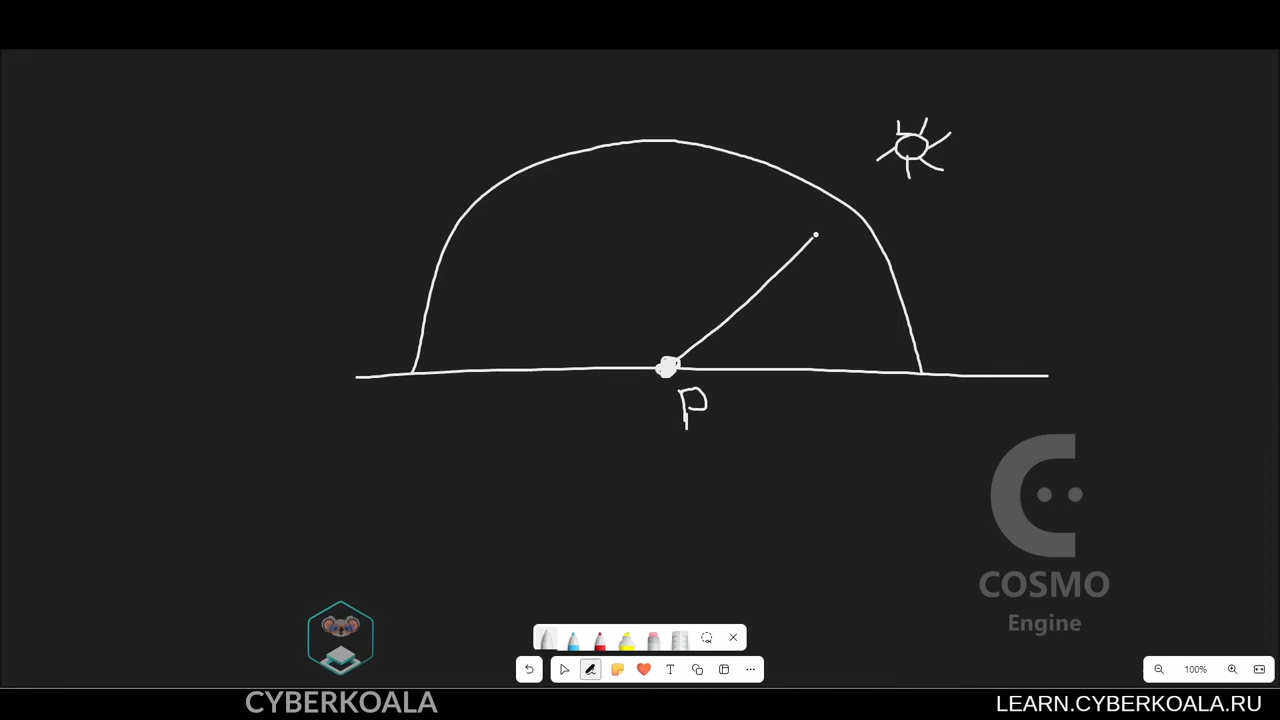 P
COSMO
Engine
T
100%
CYBERKOALA
LEARN.CYBERKOALA.RU